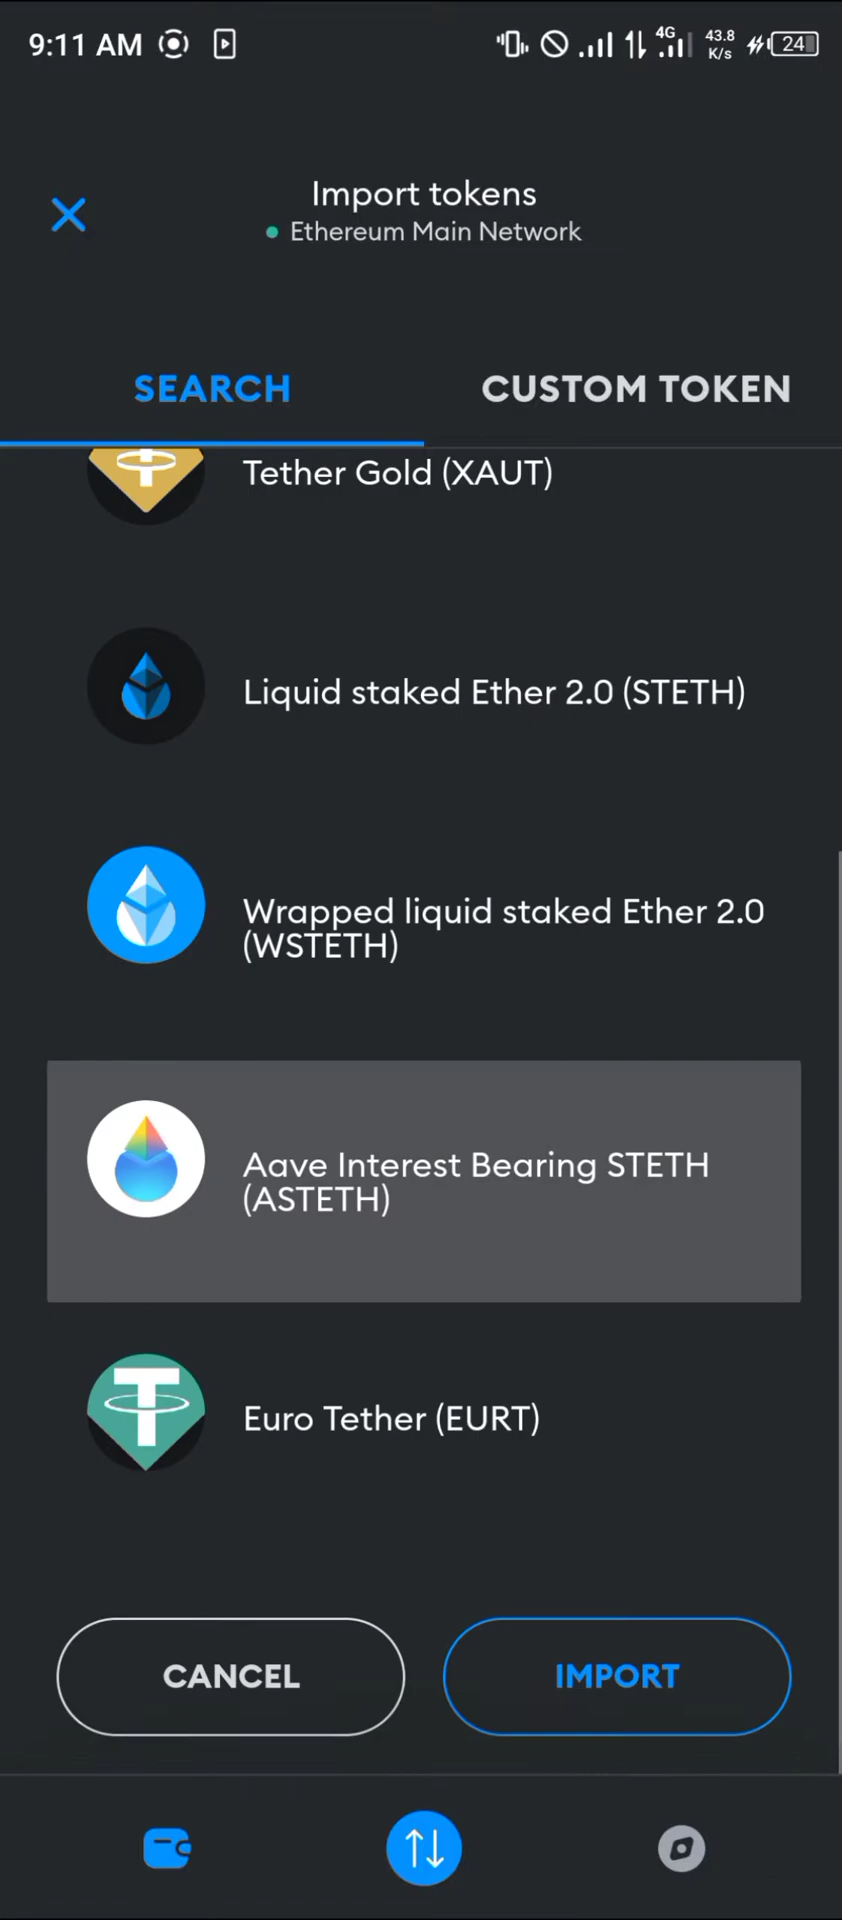 9:11 AM
4G
43.8
K/s
24
Import tokens
Ethereum Main Network
SEARCH
CUSTOM TOKEN
Tether Gold (XAUT)
Liquid staked Ether 2.0 (STETH)
Wrapped liquid staked Ether 2.0
(WSTETH)
Aave Interest Bearing STETH
(ASTETH)
Euro Tether (EURT)
CANCEL
IMPORT